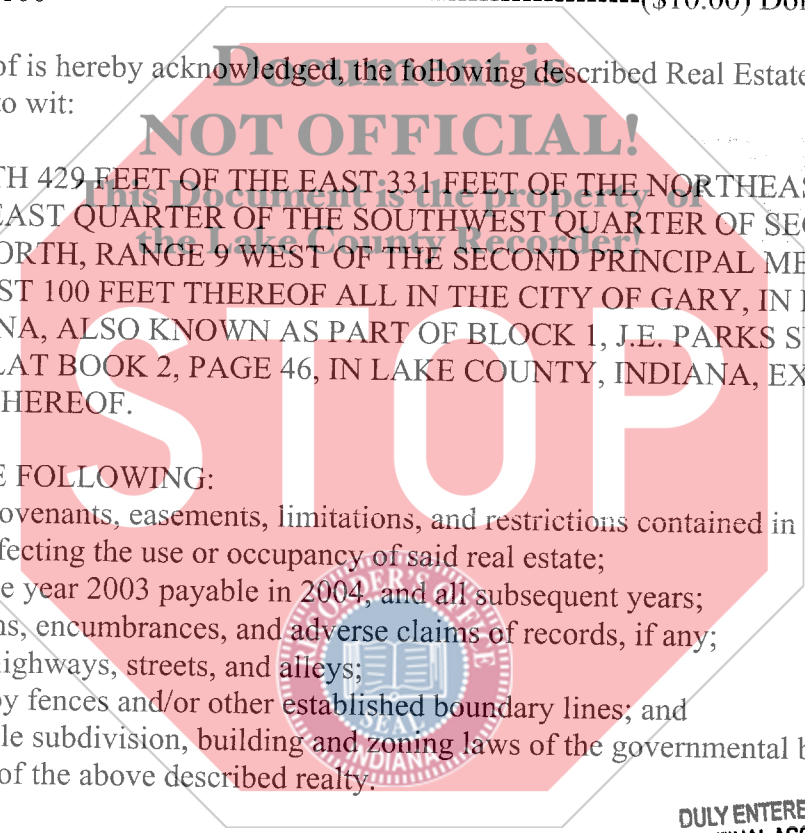 ($10.00)
of is hereby acknowledged, the following described Real Estate
to wit:
Document is
NOT OFFICIAL!
This Document is the property of
the Lake County Recorder!
TH 429 FEET OF THE EAST 331 FEET OF THE NORTHEAS
EAST QUARTER OF THE SOUTHWEST QUARTER OF SEC
ORTH, RANGE 9 WEST OF THE SECOND PRINCIPAL ME
ST 100 FEET THEREOF ALL IN THE CITY OF GARY, IN
NA, ALSO KNOWN AS PART OF BLOCK 1, J.E. PARKS S
LAT BOOK 2, PAGE 46, IN LAKE COUNTY, INDIANA, EX
HEREOF.
STOP
E FOLLOWING:
ovenants, easements, limitations, and restrictions contained in
fecting the use or occupancy of said real estate;
e year 2003 payable in 2004, and all subsequent years;
ns, encumbrances, and adverse claims of records, if any;
ighways, streets, and alleys;
by fences and/or other established boundary lines; and
le subdivision, building and zoning laws of the governmental b
of the above described realty.
RECORDER'S OFFICE
SEAL
INDIANA
DULY ENTERE